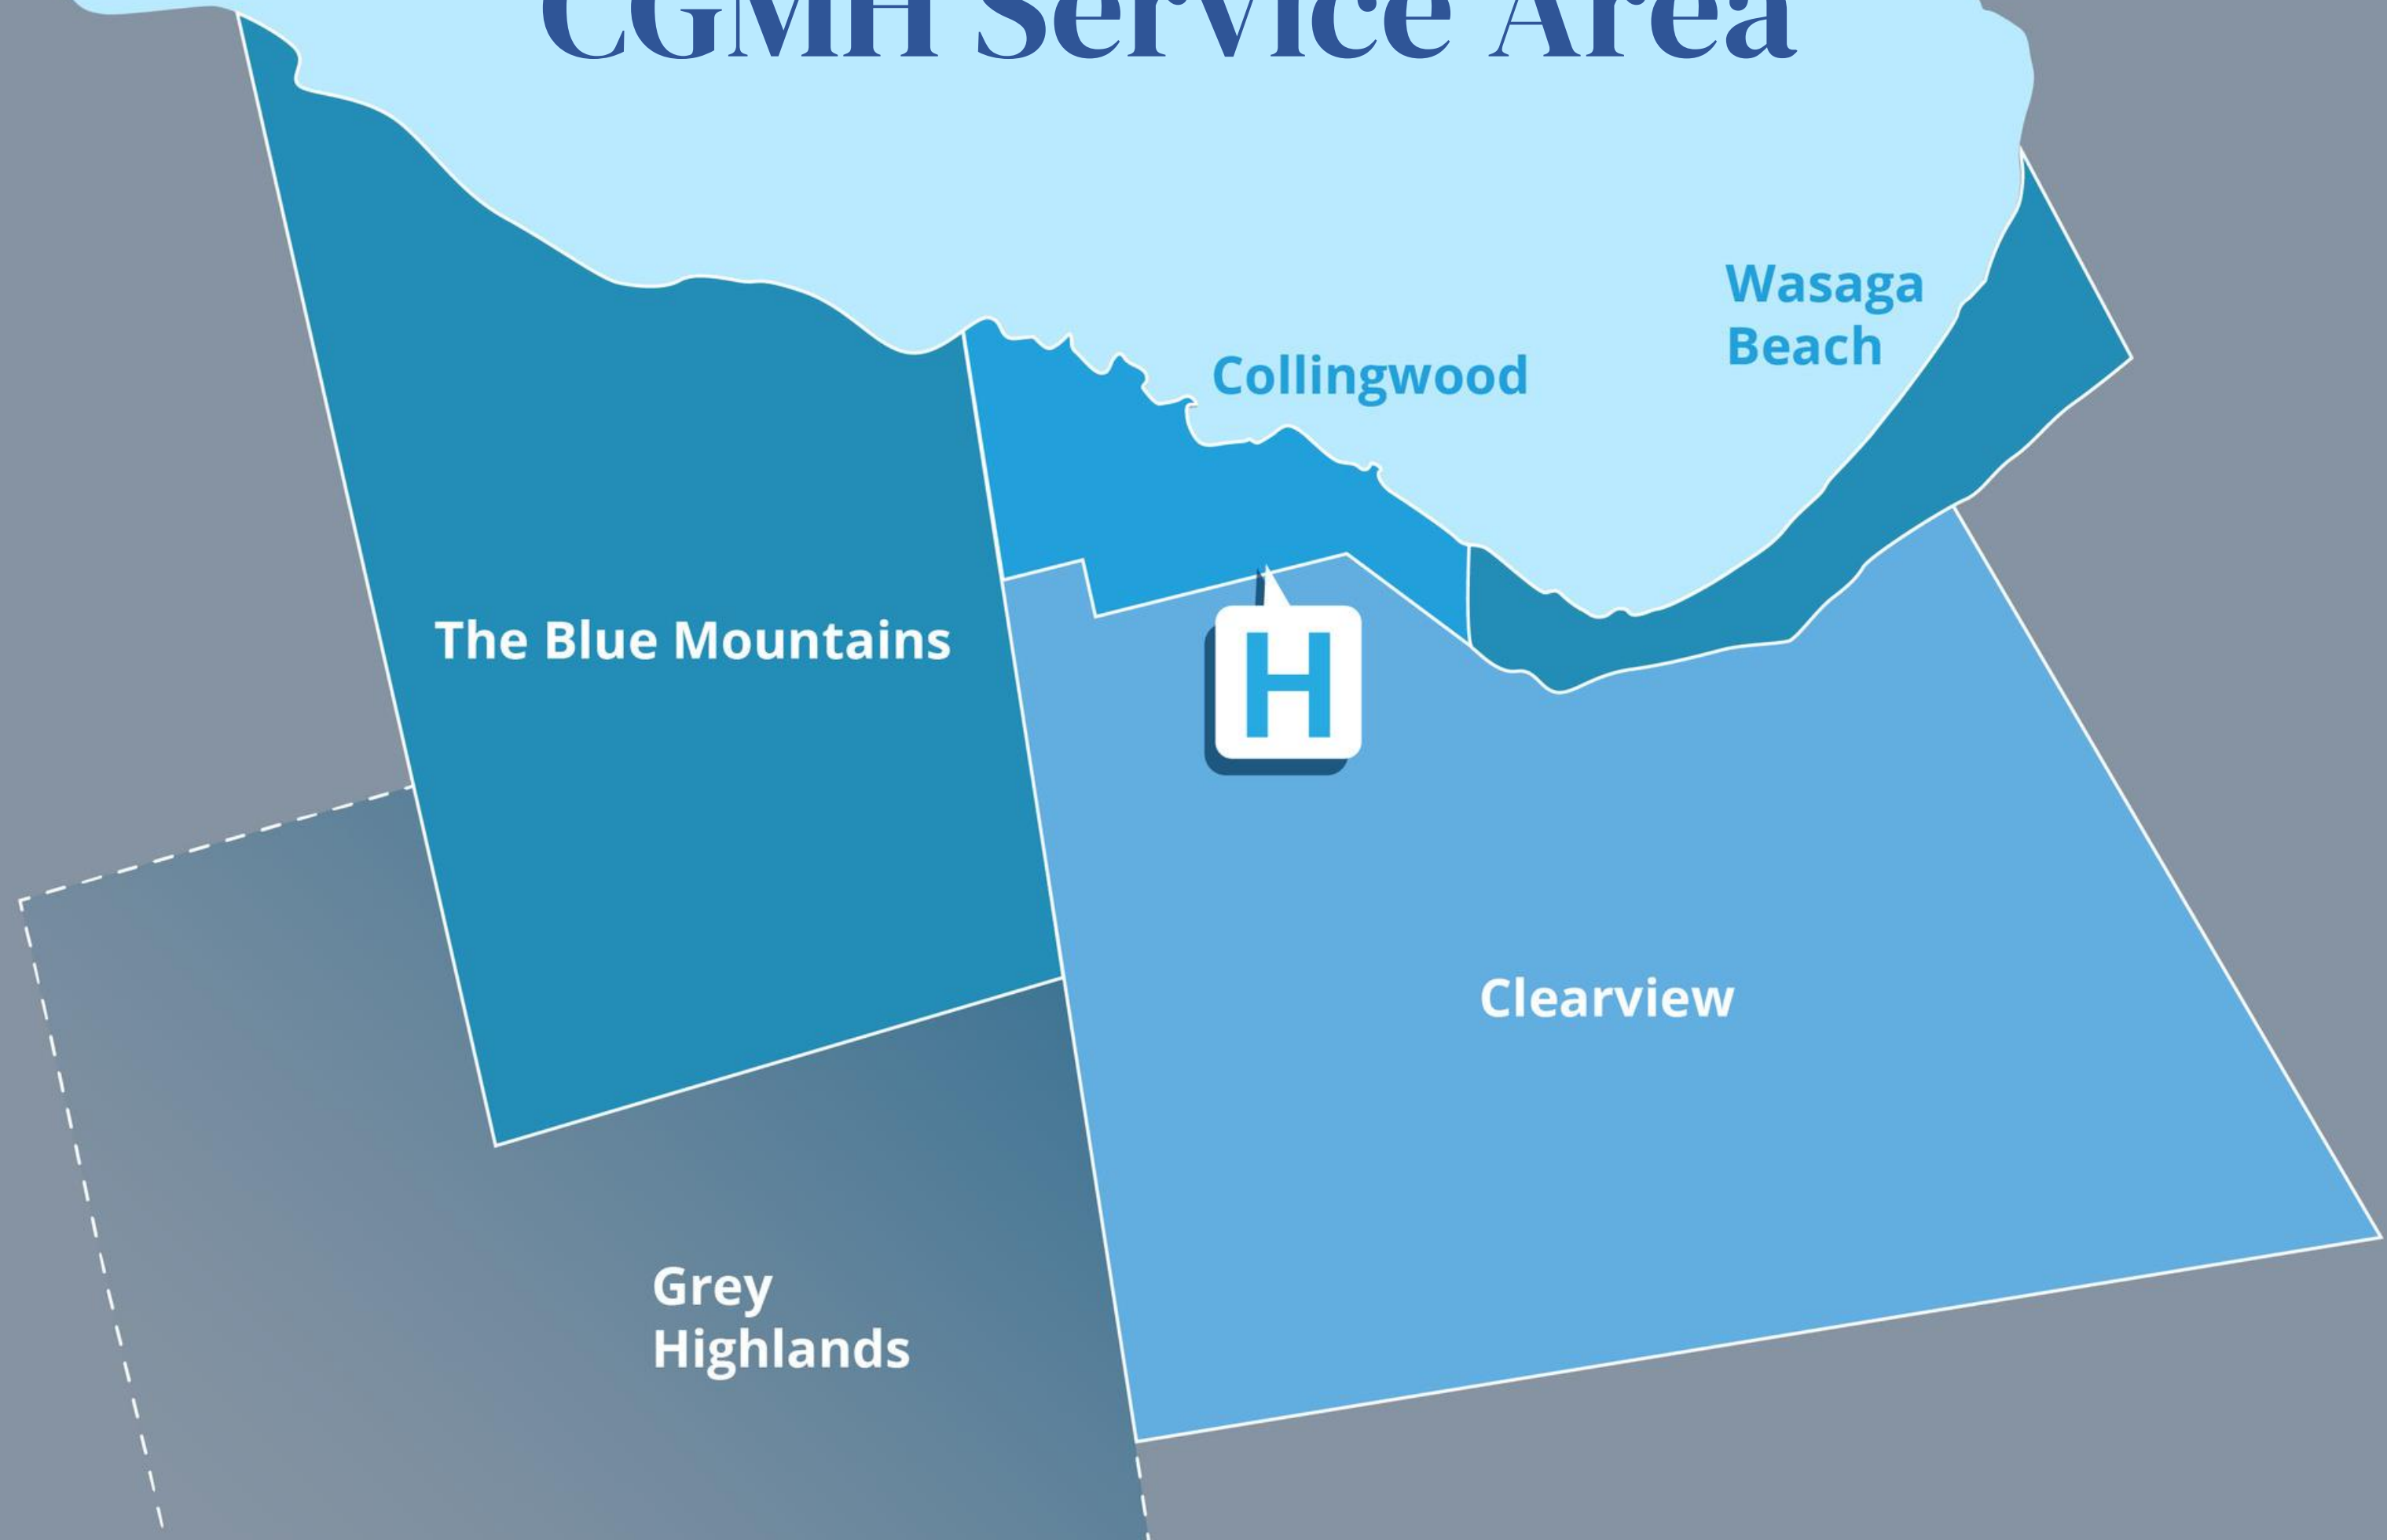 CGMH Service Area
Wasaga
Beach
Collingwood
The Blue Mountains
H
Clearview
Grey
Highlands